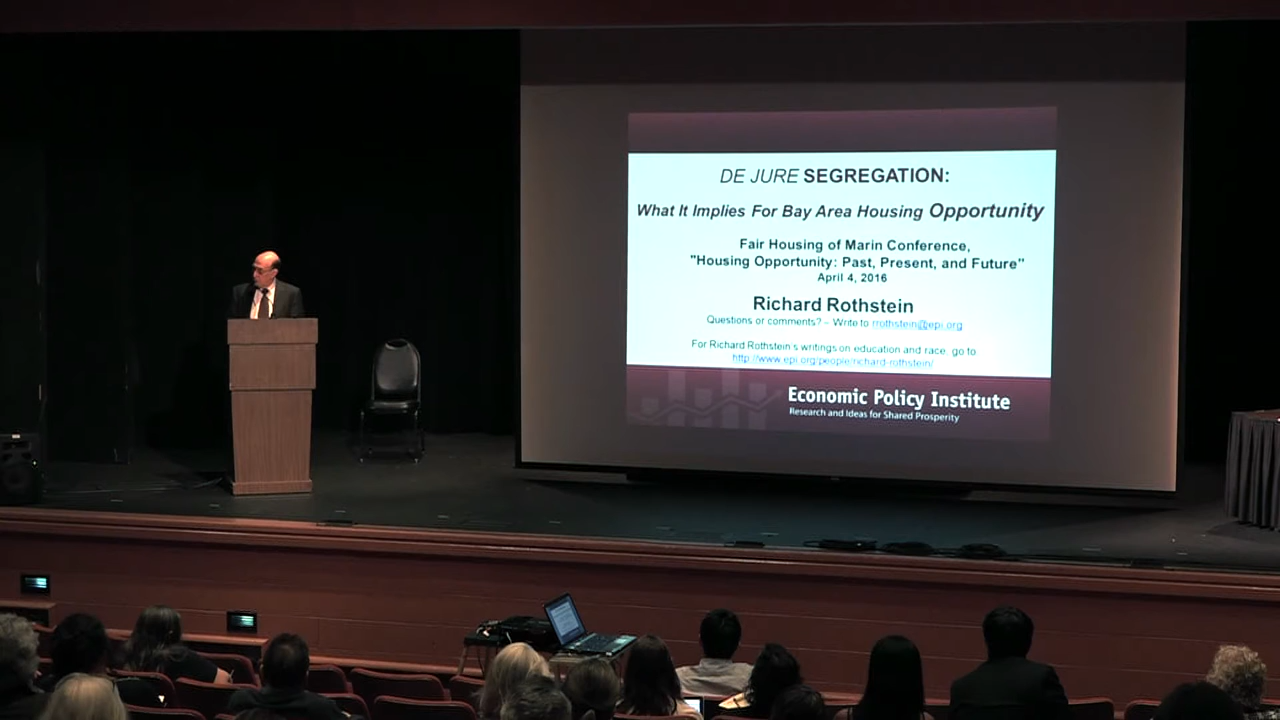 DE JURE SEGREGATION:
What It Implies For Bay Area Housing Opportunity
Fair Housing of Marin Conference,
"Housing Opportunity: Past, Present, and Future"
April 4, 2016
Richard Rothstein
Questions or comments? – Write to rrothstein@epi.org
For Richard Rothstein's writings on education and race, go to
http://www.epi.org/people/richard-rothstein/
Economic Policy Institute
Research and Ideas for Shared Prosperity